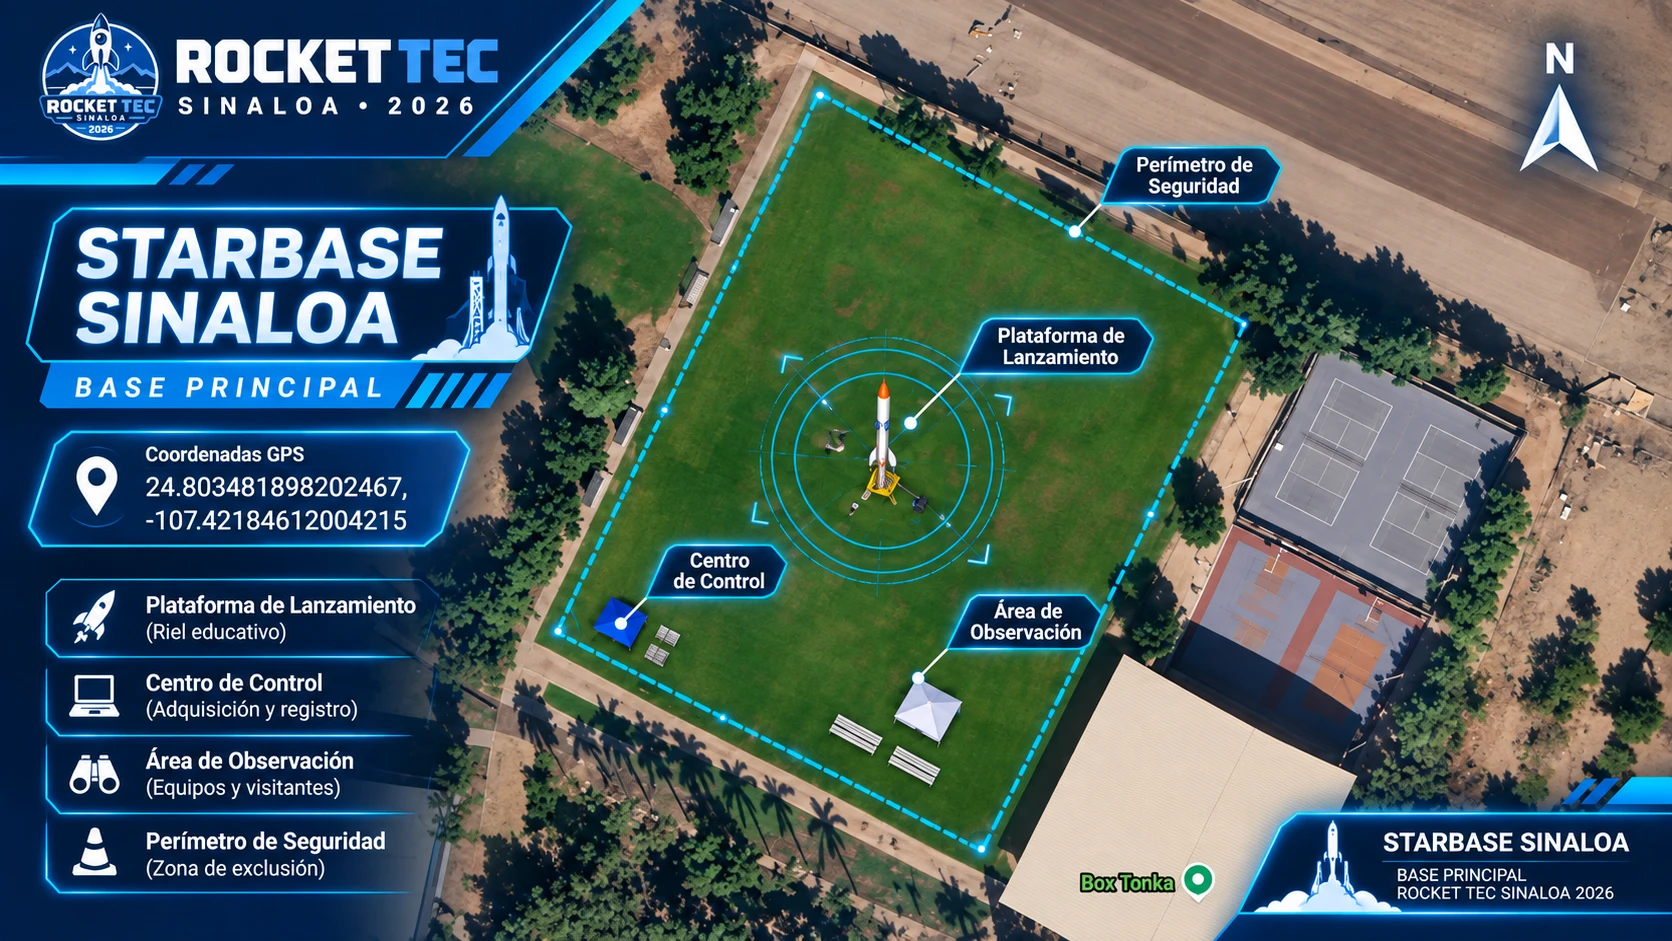 ROCKET TEC
SINALOA • 2026
ROCKET TEC
SINALOA
2026
STARBASE
SINALOA
BASE PRINCIPAL
Coordenadas GPS
24.803481898202467,
-107.42184612004215
Plataforma de Lanzamiento
(Riel educativo)
Centro de Control
(Adquisición y registro)
Área de Observación
(Equipos y visitantes)
Perímetro de Seguridad
(Zona de exclusión)
N
Perímetro de
Seguridad
Plataforma de
Lanzamiento
Centro
de Control
Área de
Observación
Box Tonka
STARBASE SINALOA
BASE PRINCIPAL
ROCKET TEC SINALOA 2026